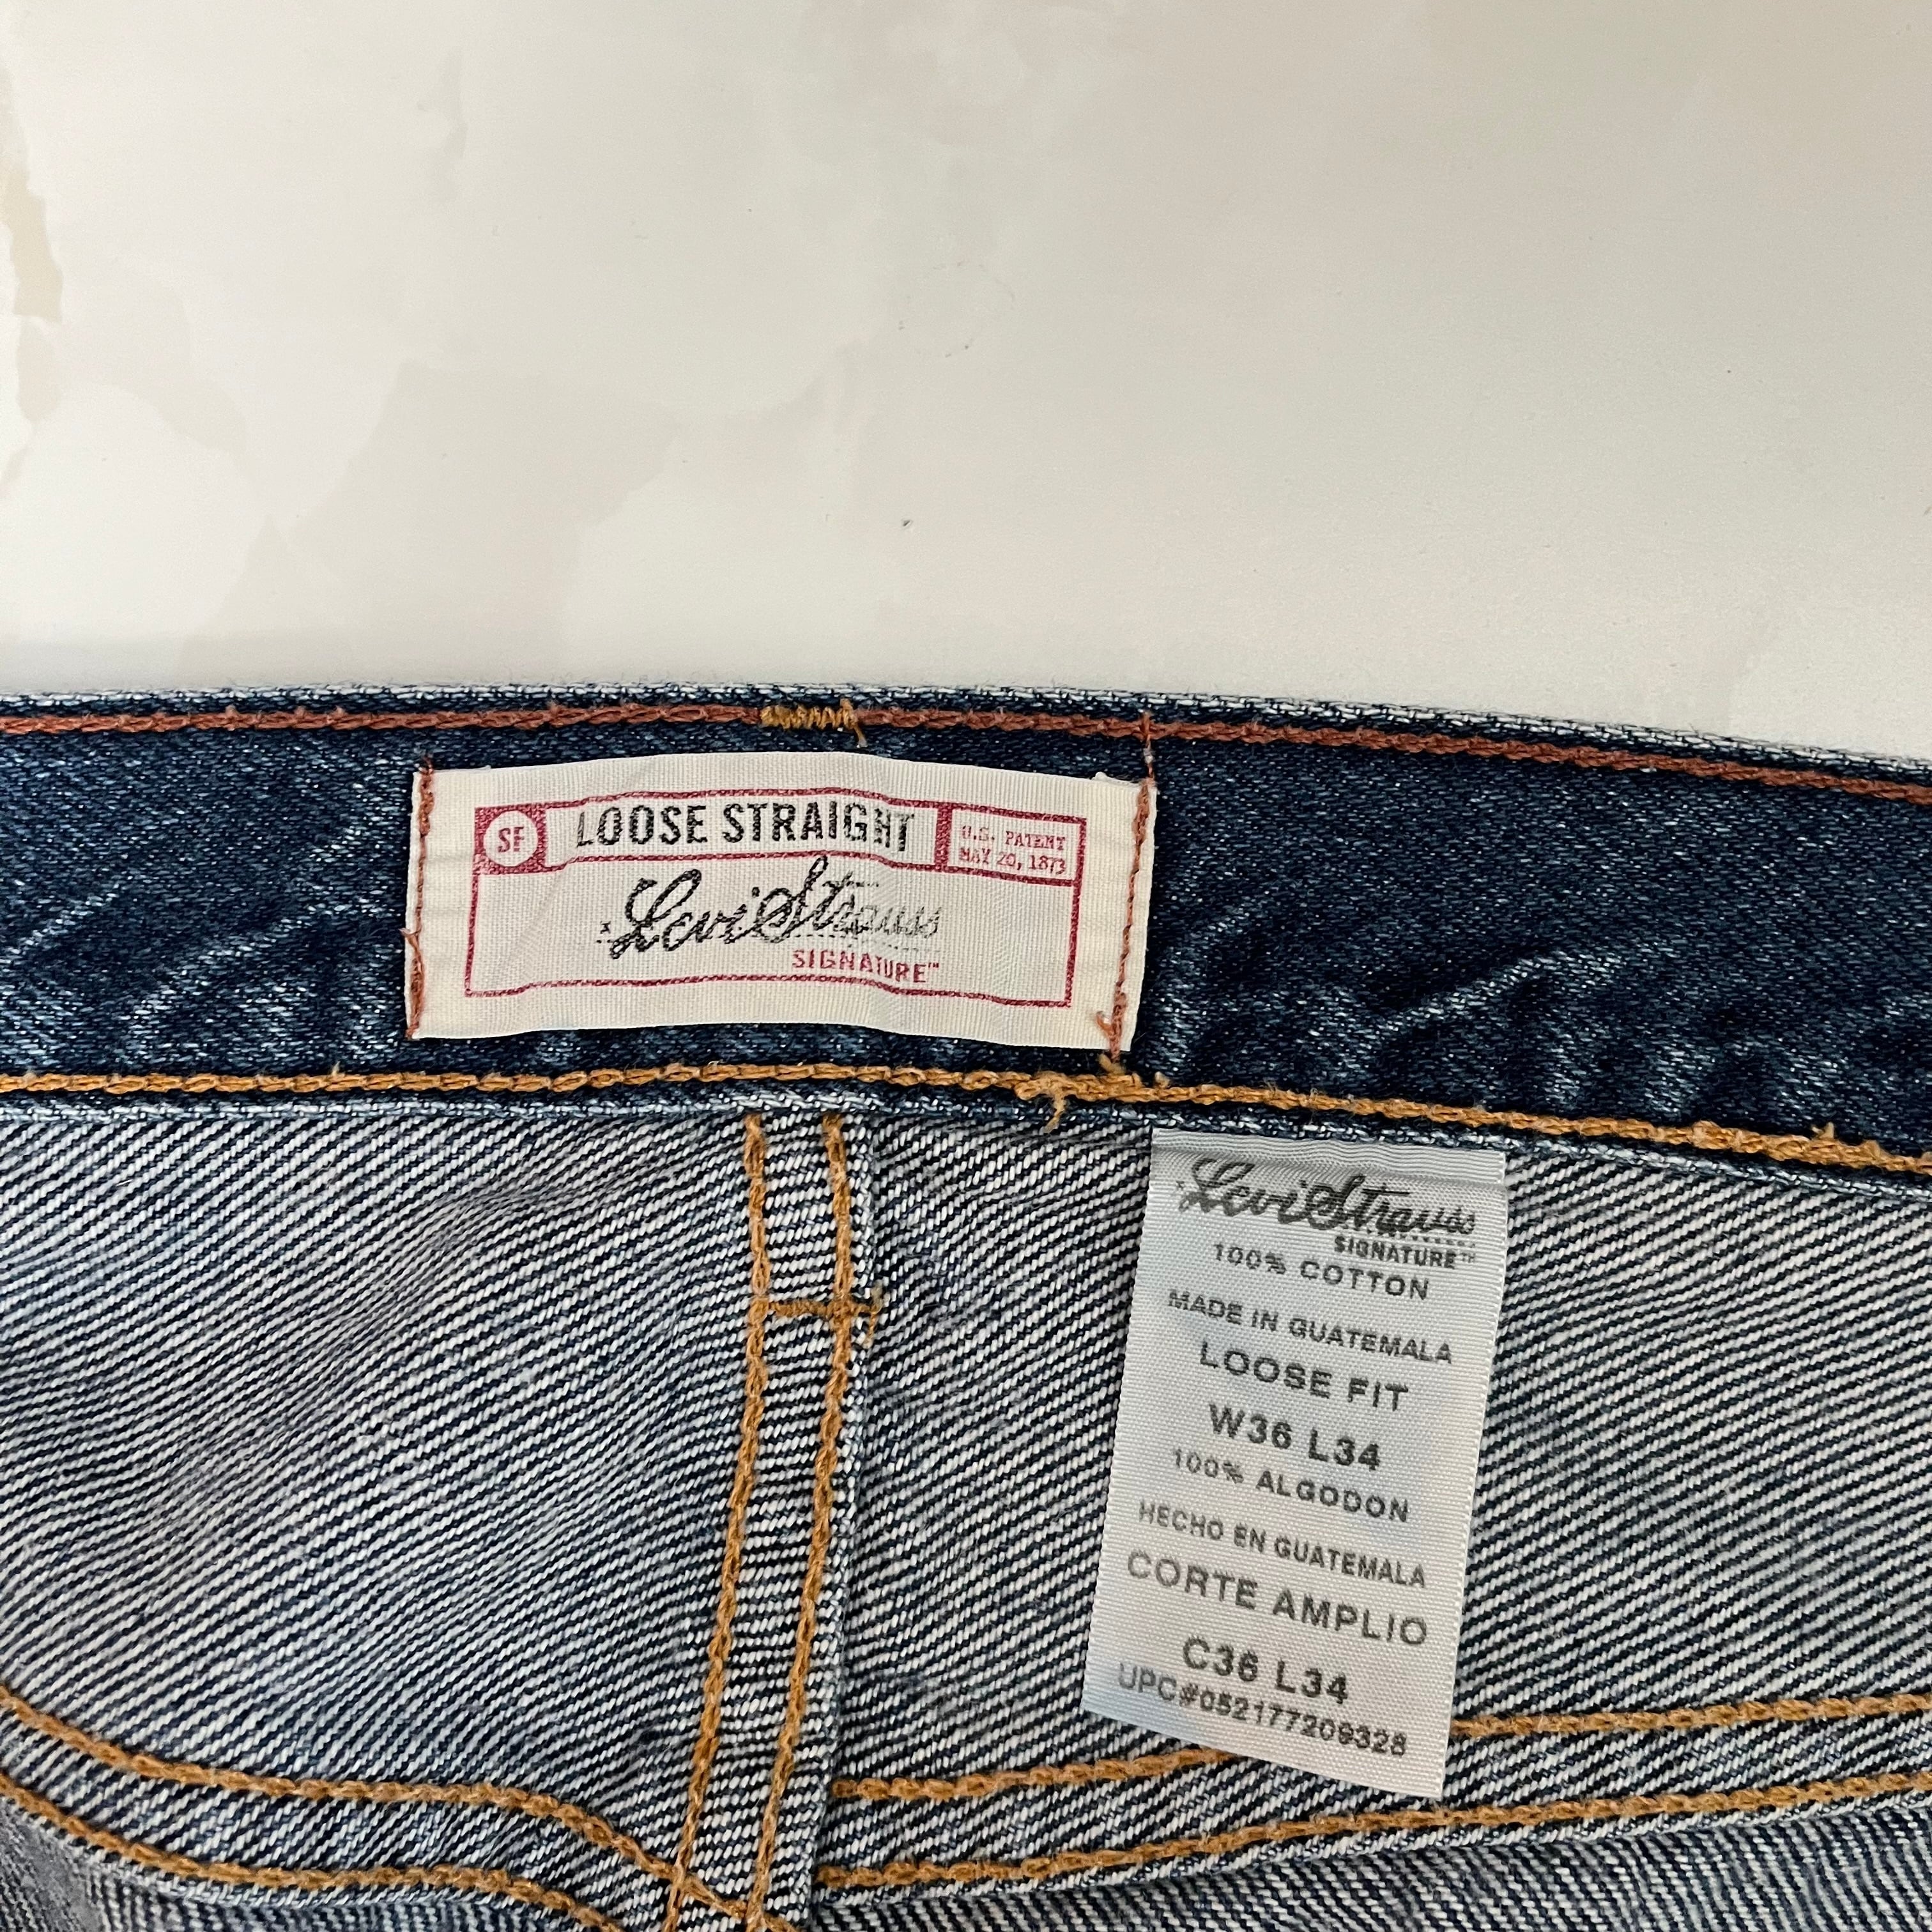 SF LOOSE STRAIGHT
U.S. PATENT
MAY 20, 1873
Levi Strauss
SIGNATURE™
Levi Strauss
SIGNATURE™
100% COTTON
MADE IN GUATEMALA
LOOSE FIT
W36 L34
100% ALGODON
HECHO EN GUATEMALA
CORTE AMPLIO
C36 L34
UPC#052177209328